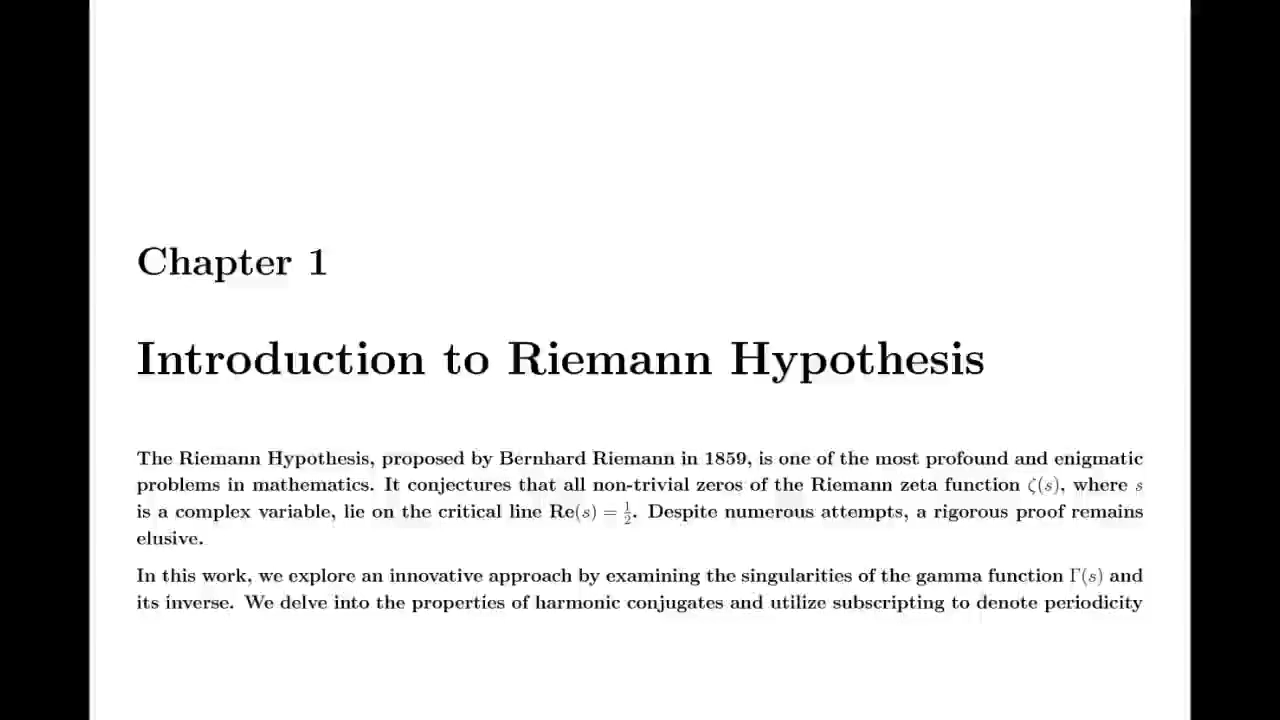 Chapter 1
Introduction to Riemann Hypothesis
The Riemann Hypothesis, proposed by Bernhard Riemann in 1859, is one of the most profound and enigmatic
problems in mathematics. It conjectures that all non-trivial zeros of the Riemann zeta function ζ(s), where s
is a complex variable, lie on the critical line Re(s) = 1/2. Despite numerous attempts, a rigorous proof remains
elusive.
In this work, we explore an innovative approach by examining the singularities of the gamma function Γ(s) and
its inverse. We delve into the properties of harmonic conjugates and utilize subscripting to denote periodicity